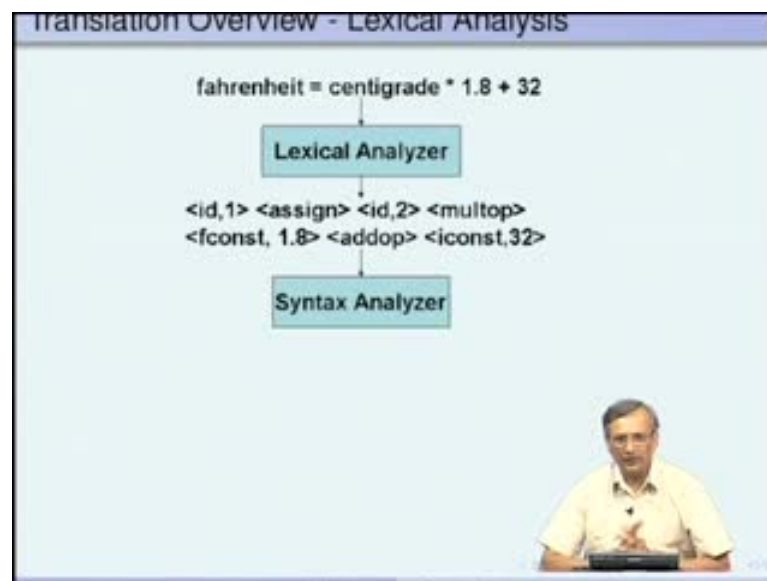 Translation Overview - Lexical Analysis
fahrenheit = centigrade * 1.8 + 32
Lexical Analyzer
<id,1> <assign> <id,2> <multop>
<fconst, 1.8> <addop> <iconst,32>
Syntax Analyzer